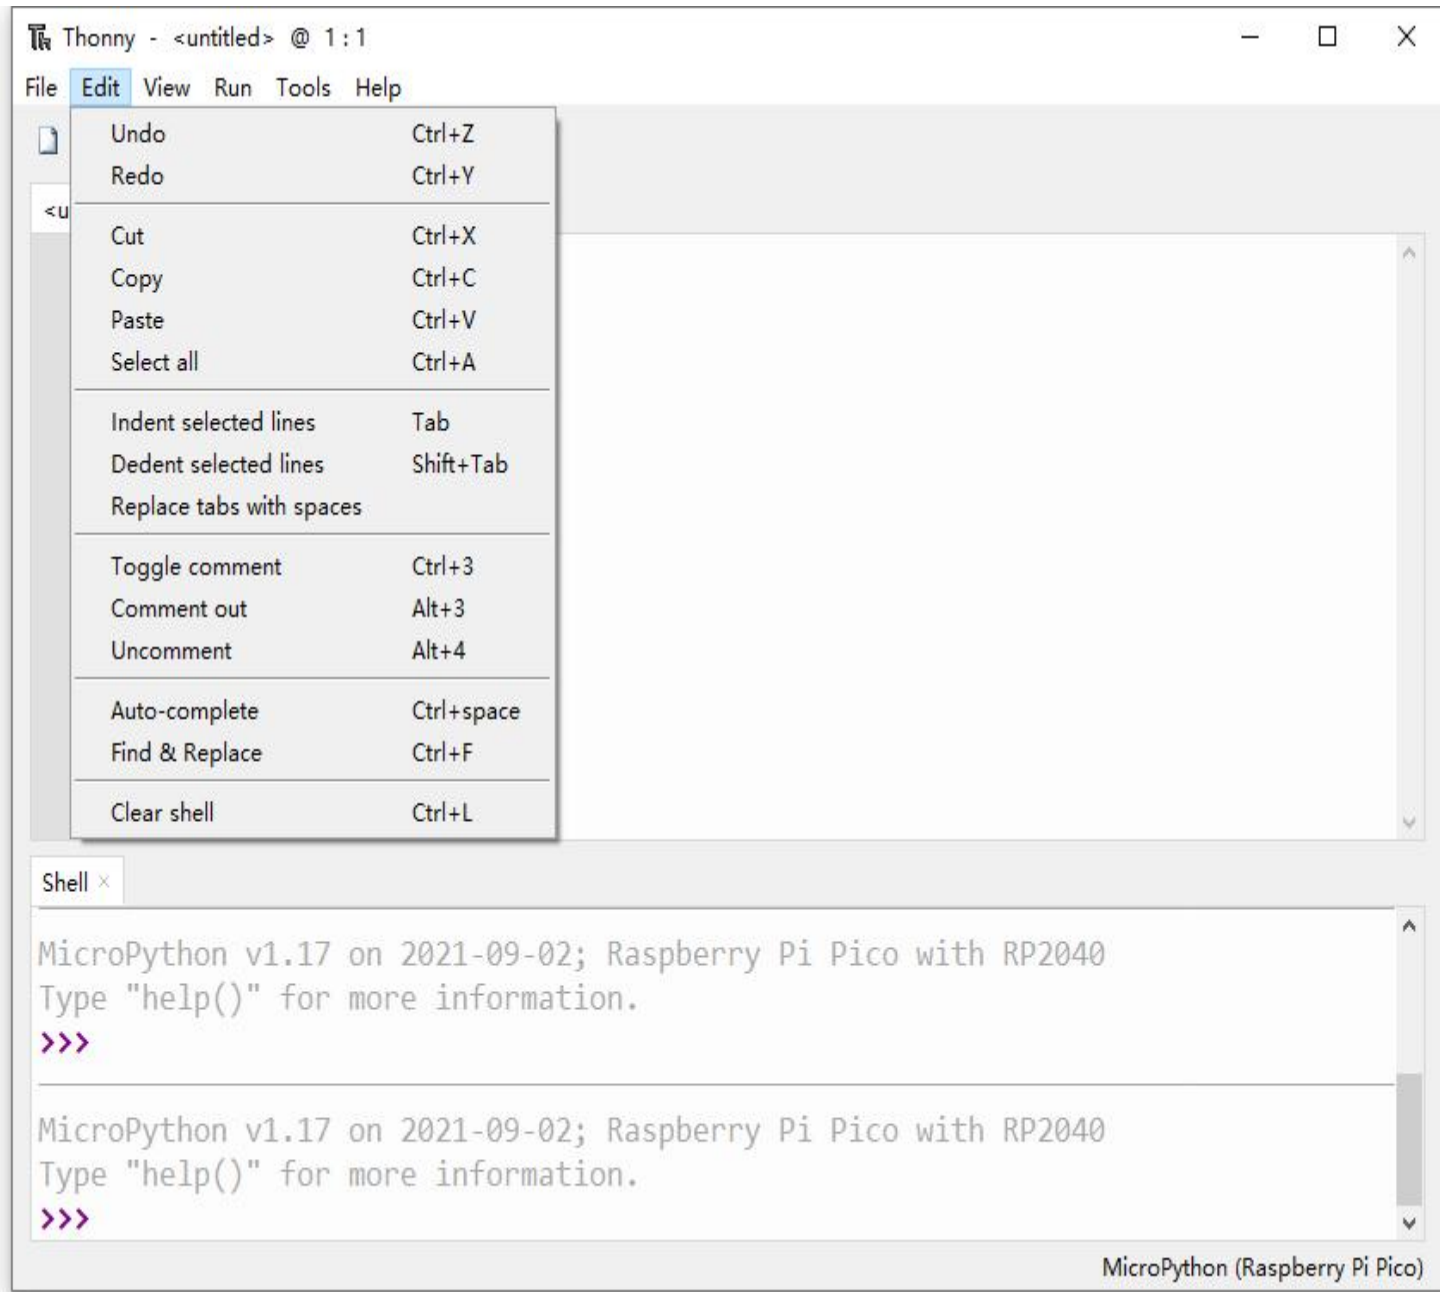 Thonny - <untitled> @ 1:1
File Edit View Run Tools Help
Undo Ctrl+Z
Redo Ctrl+Y
<u
Cut Ctrl+X
Copy Ctrl+C
Paste Ctrl+V
Select all Ctrl+A
Indent selected lines Tab
Dedent selected lines Shift+Tab
Replace tabs with spaces
Toggle comment Ctrl+3
Comment out Alt+3
Uncomment Alt+4
Auto-complete Ctrl+space
Find & Replace Ctrl+F
Clear shell Ctrl+L
Shell
MicroPython v1.17 on 2021-09-02; Raspberry Pi Pico with RP2040
Type "help()" for more information.
>>>
MicroPython v1.17 on 2021-09-02; Raspberry Pi Pico with RP2040
Type "help()" for more information.
>>>
MicroPython (Raspberry Pi Pico)